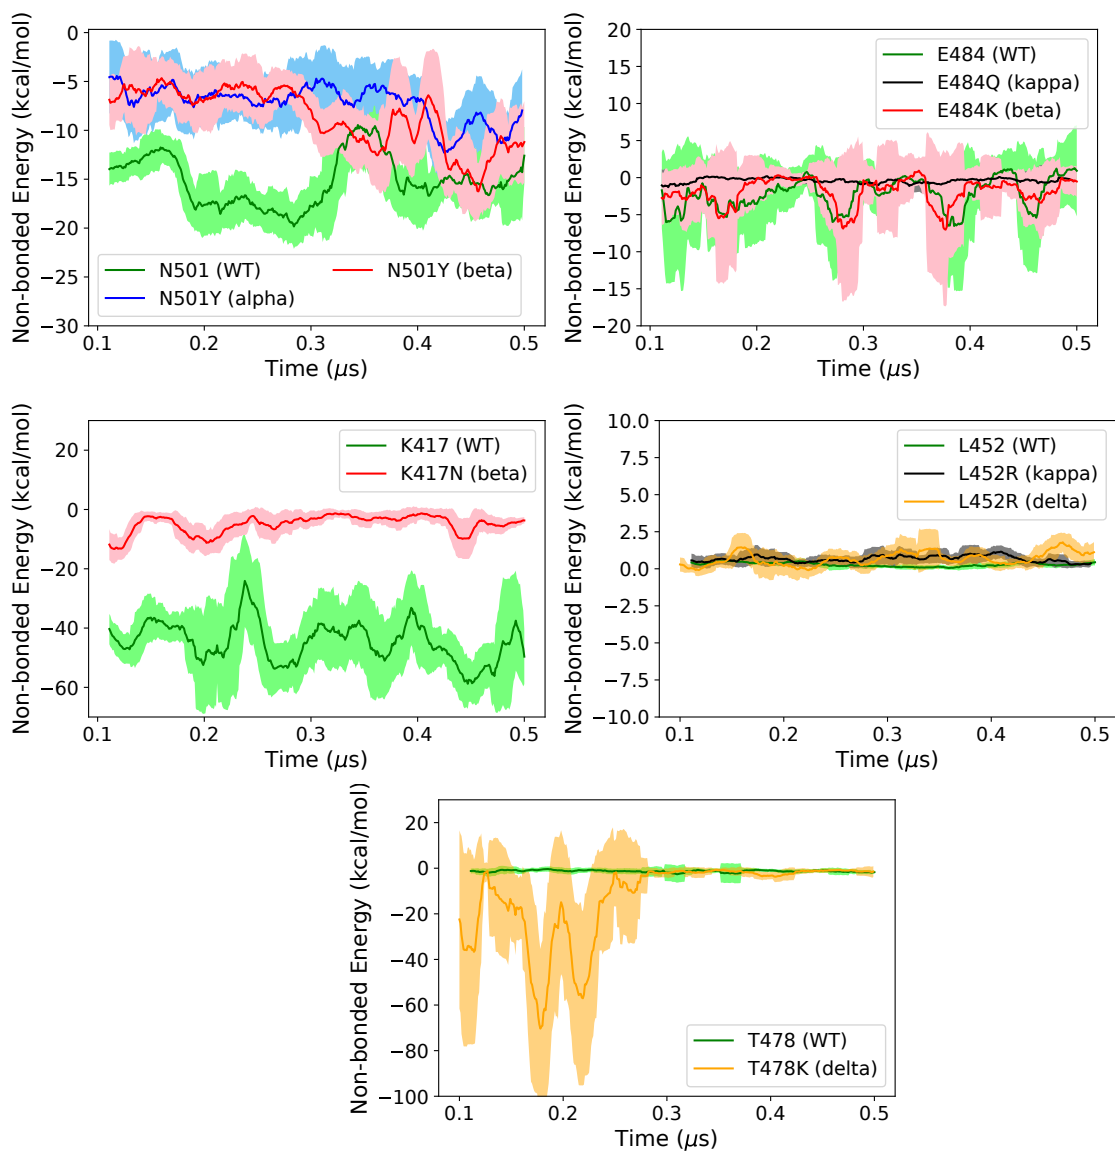 Non-bonded Energy (kcal/mol)
0
−5
−10
−15
−20
−25
−30
N501 (WT)
N501Y (beta)
N501Y (alpha)
0.1
0.2
0.3
0.4
0.5
Time (μs)
Non-bonded Energy (kcal/mol)
20
15
10
5
0
−5
−10
−15
−20
E484 (WT)
E484Q (kappa)
E484K (beta)
0.2
0.3
0.4
0.5
0.1
Time (μs)
Non-bonded Energy (kcal/mol)
20
0
−20
−40
−60
K417 (WT)
K417N (beta)
0.1
0.2
0.3
0.4
0.5
Time (μs)
Non-bonded Energy (kcal/mol)
10.0
7.5
5.0
2.5
0.0
−2.5
−5.0
−7.5
−10.0
L452 (WT)
L452R (kappa)
L452R (delta)
0.1
0.2
0.3
0.4
0.5
Time (μs)
Non-bonded Energy (kcal/mol)
20
0
−20
−40
−60
−80
−100
T478 (WT)
T478K (delta)
0.1
0.2
0.3
0.4
0.5
Time (μs)